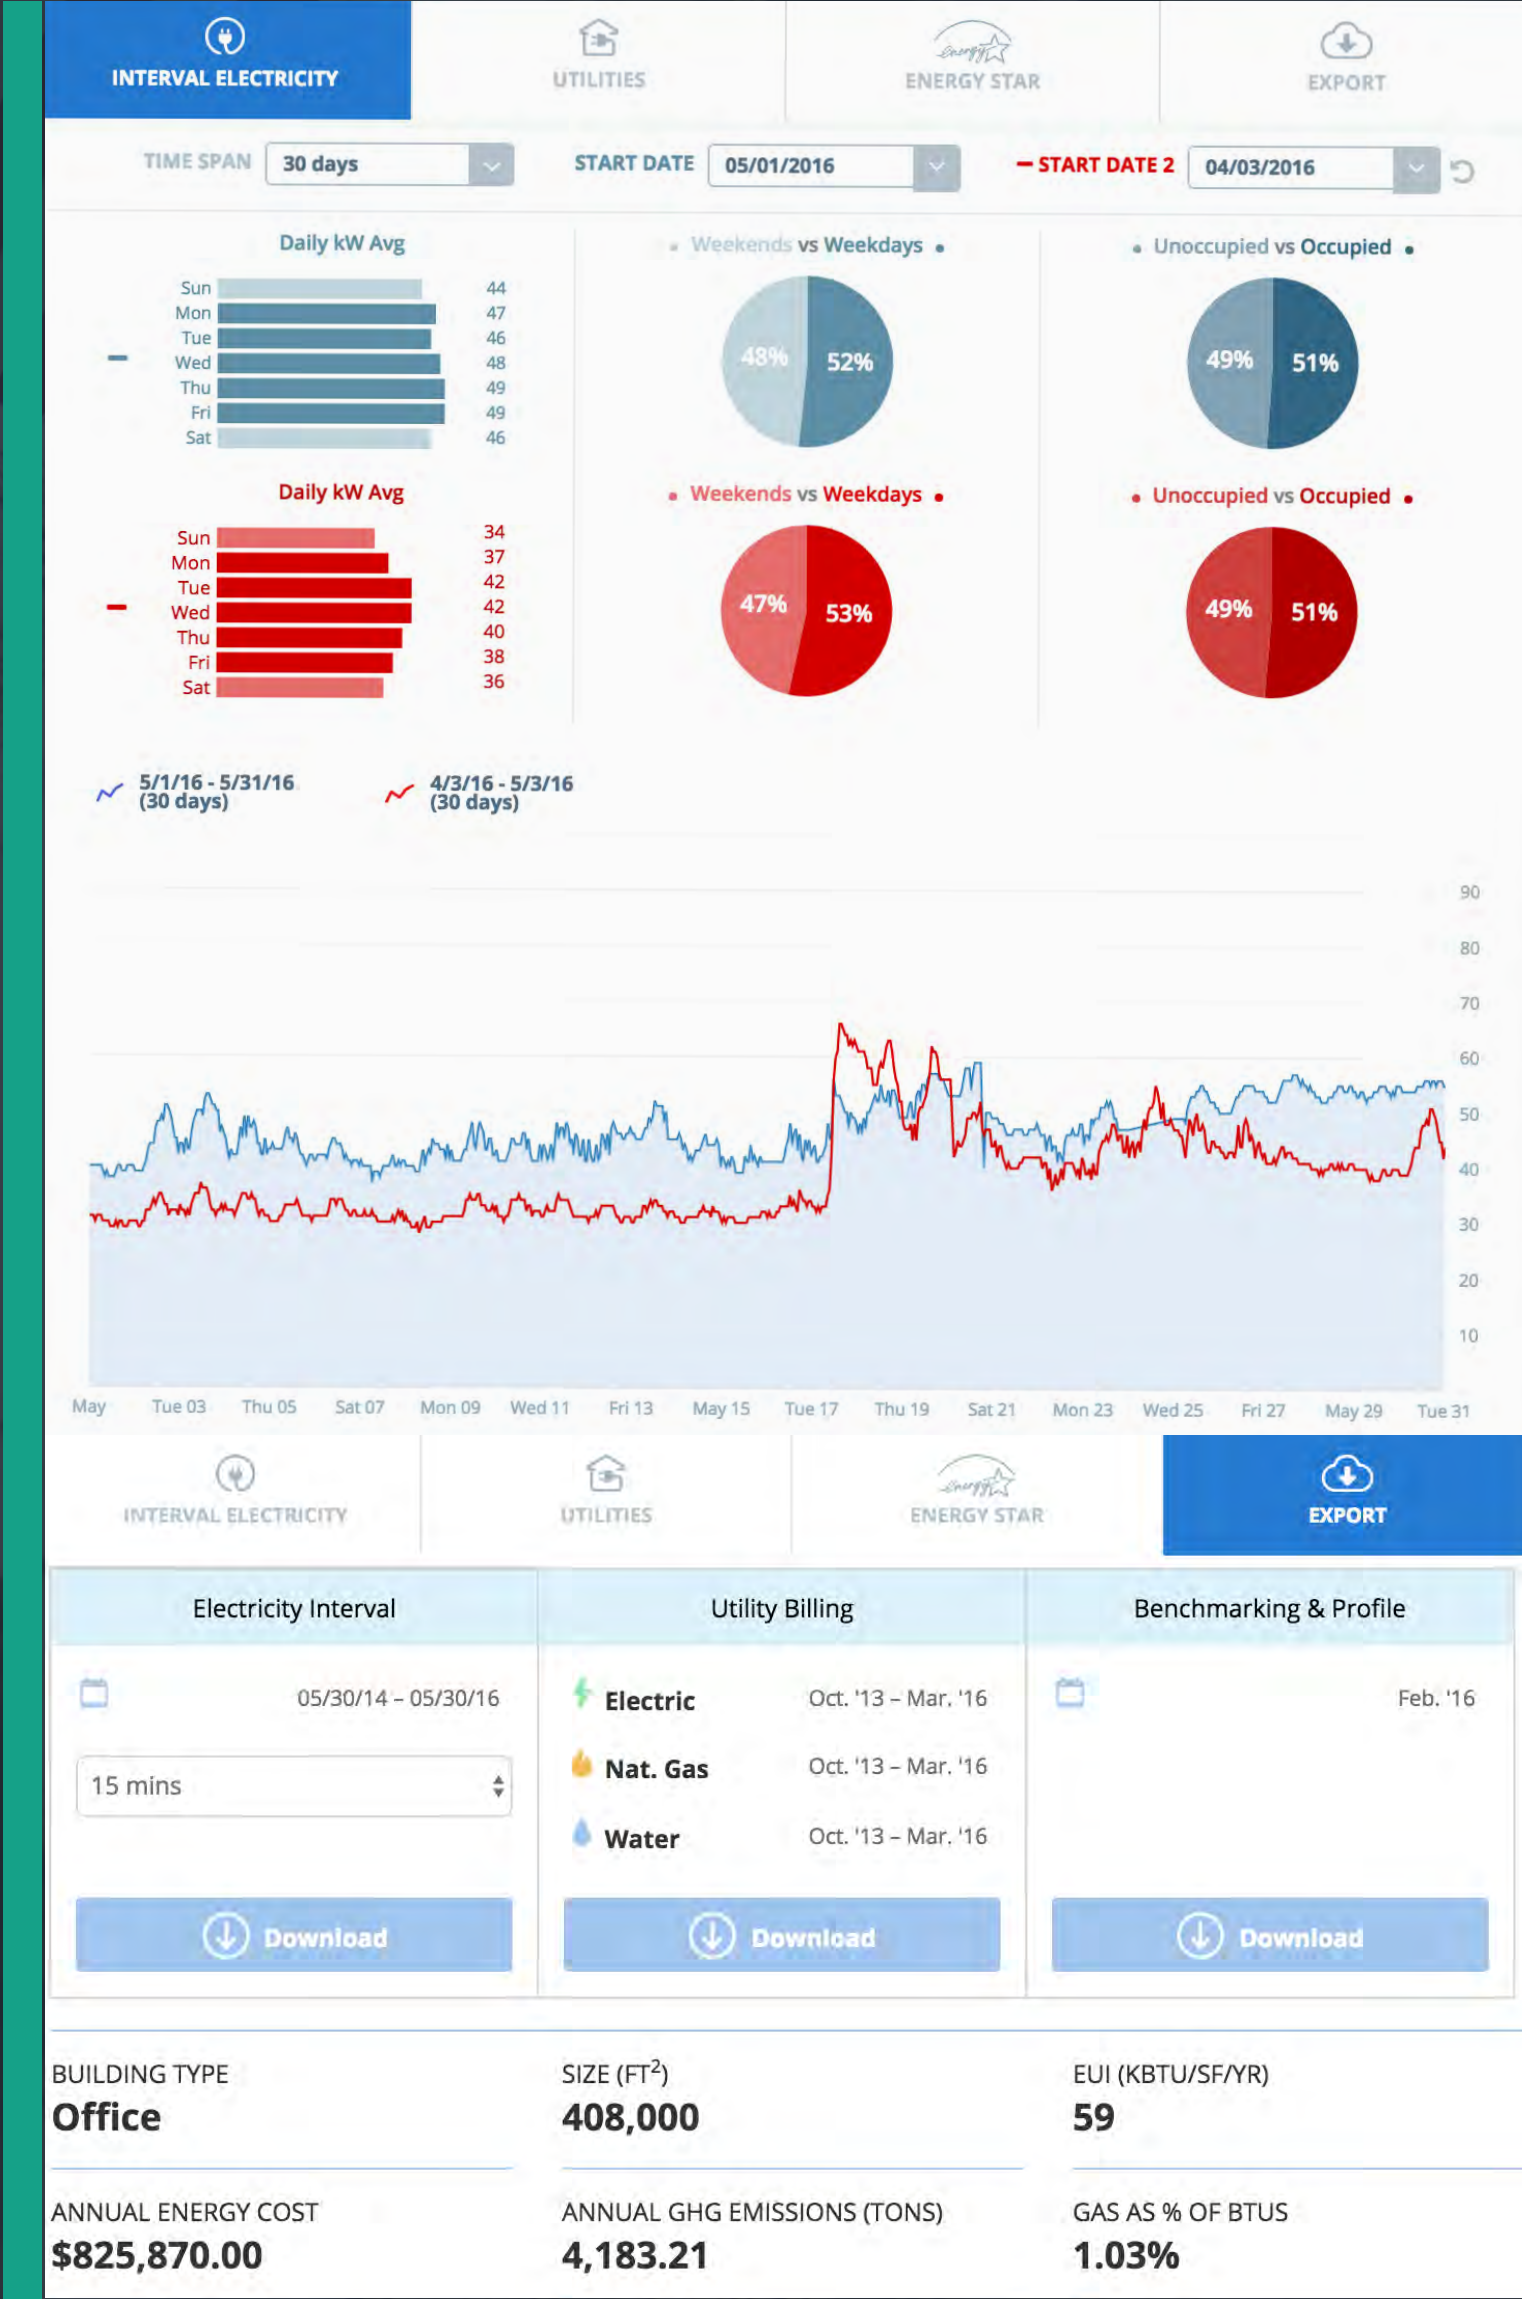 INTERVAL ELECTRICITY
UTILITIES
energy
ENERGY STAR
EXPORT
TIME SPAN 30 days
START DATE 05/01/2016
START DATE 2 04/03/2016
Daily kW Avg
Sun 44
Mon 47
Tue 46
Wed 48
Thu 49
Fri 49
Sat 46
Weekends vs Weekdays
48% 52%
Unoccupied vs Occupied
49% 51%
Daily kW Avg
Sun 34
Mon 37
Tue 42
Wed 42
Thu 40
Fri 38
Sat 36
Weekends vs Weekdays
47% 53%
Unoccupied vs Occupied
49% 51%
5/1/16 - 5/31/16
(30 days)
4/3/16 - 5/3/16
(30 days)
90
80
70
60
50
40
30
20
10
May Tue 03 Thu 05 Sat 07 Mon 09 Wed 11 Fri 13 May 15 Tue 17 Thu 19 Sat 21 Mon 23 Wed 25 Fri 27 May 29 Tue 31
INTERVAL ELECTRICITY
UTILITIES
energy
ENERGY STAR
EXPORT
Electricity Interval
05/30/14 – 05/30/16
15 mins
Download
Utility Billing
Electric Oct. '13 – Mar. '16
Nat. Gas Oct. '13 – Mar. '16
Water Oct. '13 – Mar. '16
Download
Benchmarking & Profile
Feb. '16
Download
BUILDING TYPE
Office
SIZE (FT²)
408,000
EUI (KBTU/SF/YR)
59
ANNUAL ENERGY COST
$825,870.00
ANNUAL GHG EMISSIONS (TONS)
4,183.21
GAS AS % OF BTUS
1.03%